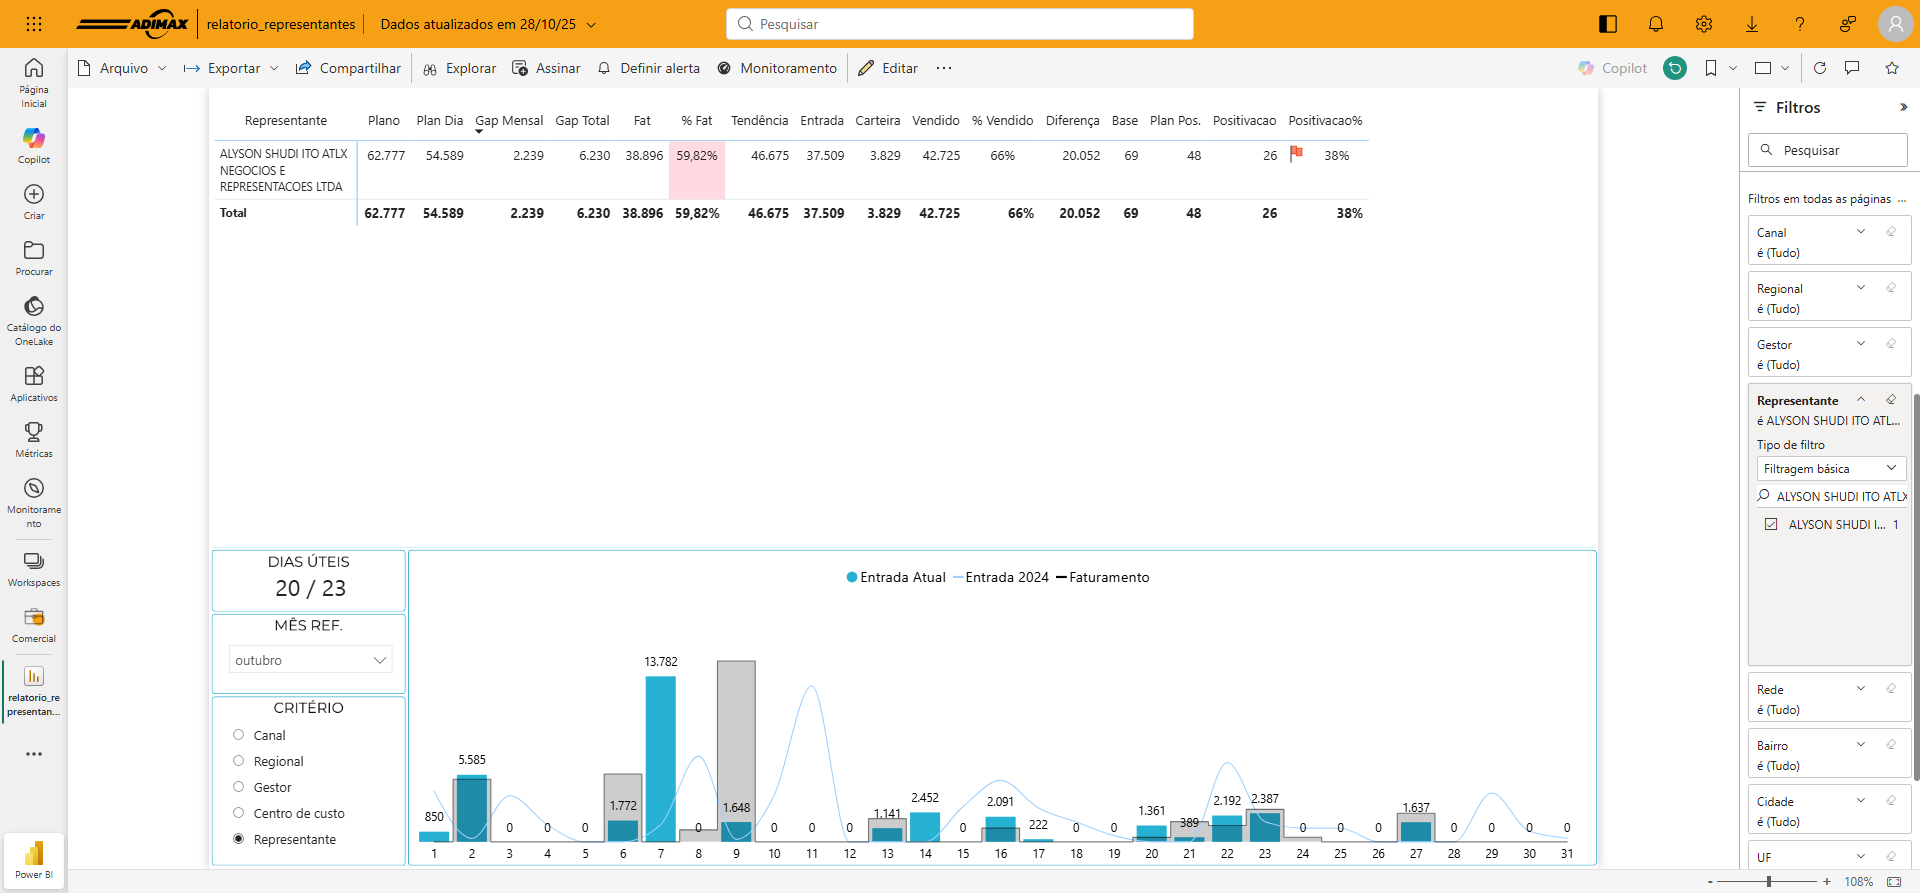 ADIMAX relatorio_representantes Dados atualizados em 28/10/25 Pesquisar
Arquivo Exportar Compartilhar Explorar Assinar Definir alerta Monitoramento Editar ... Copilot
Página
Inicial
Copilot
Criar
Procurar
Catálogo do
OneLake
Aplicativos
Métricas
Monitorame
nto
Workspaces
Comercial
relatorio_re
presentan...
Power BI
Representante Plano Plan Dia Gap Mensal Gap Total Fat % Fat Tendência Entrada Carteira Vendido % Vendido Diferença Base Plan Pos. Positivacao Positivacao%
ALYSON SHUDI ITO ATLX 62.777 54.589 2.239 6.230 38.896 59,82% 46.675 37.509 3.829 42.725 66% 20.052 69 48 26 38%
NEGOCIOS E
REPRESENTACOES LTDA
Total 62.777 54.589 2.239 6.230 38.896 59,82% 46.675 37.509 3.829 42.725 66% 20.052 69 48 26 38%
DIAS ÚTEIS
20 / 23
MÊS REF.
outubro
CRITÉRIO
Canal
Regional
Gestor
Centro de custo
Representante
Entrada Atual Entrada 2024 Faturamento
850 5.585 0 0 0 1.772 13.782 0 1.648 0 0 0 1.141 2.452 0 2.091 222 0 0 1.361 389 2.192 2.387 0 0 0 1.637 0 0 0 0
1 2 3 4 5 6 7 8 9 10 11 12 13 14 15 16 17 18 19 20 21 22 23 24 25 26 27 28 29 30 31
Filtros
Pesquisar
Filtros em todas as páginas ...
Canal
é (Tudo)
Regional
é (Tudo)
Gestor
é (Tudo)
Representante
é ALYSON SHUDI ITO ATL...
Tipo de filtro
Filtragem básica
ALYSON SHUDI ITO ATLX
ALYSON SHUDI I... 1
Rede
é (Tudo)
Bairro
é (Tudo)
Cidade
é (Tudo)
UF
- + 108%